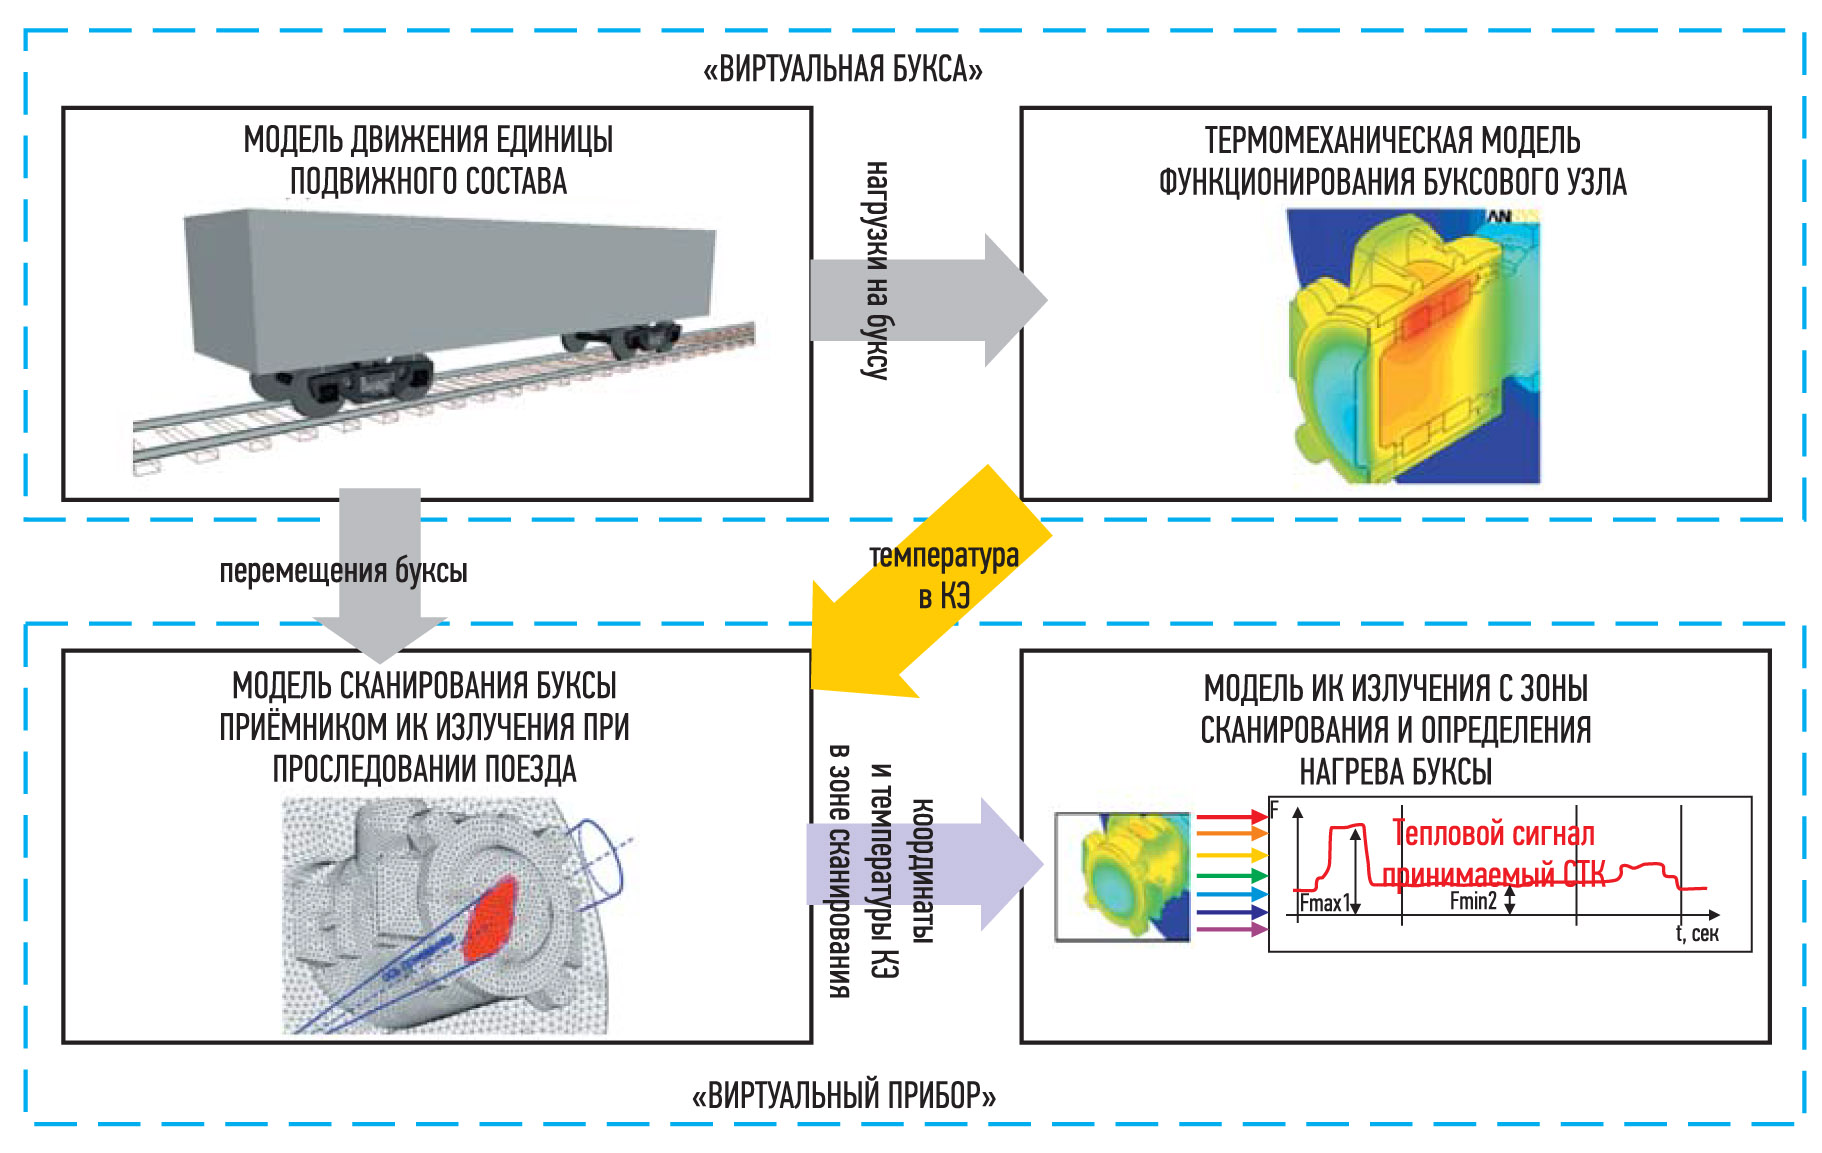 «ВИРТУАЛЬНАЯ БУКСА»
МОДЕЛЬ ДВИЖЕНИЯ ЕДИНИЦЫ
ПОДВИЖНОГО СОСТАВА
нагрузки на буксу
ТЕРМОМЕХАНИЧЕСКАЯ МОДЕЛЬ
ФУНКЦИОНИРОВАНИЯ БУКСОВОГО УЗЛА
перемещения буксы
температура
в КЭ
МОДЕЛЬ СКАНИРОВАНИЯ БУКСЫ
ПРИЁМНИКОМ ИК ИЗЛУЧЕНИЯ ПРИ
ПРОСЛЕДОВАНИИ ПОЕЗДА
координаты
и температуры КЭ
в зоне сканирования
МОДЕЛЬ ИК ИЗЛУЧЕНИЯ С ЗОНЫ
СКАНИРОВАНИЯ И ОПРЕДЕЛЕНИЯ
НАГРЕВА БУКСЫ
F
Тепловой сигнал
принимаемый СТК
Fmax1
Fmin2
t, сек
«ВИРТУАЛЬНЫЙ ПРИБОР»